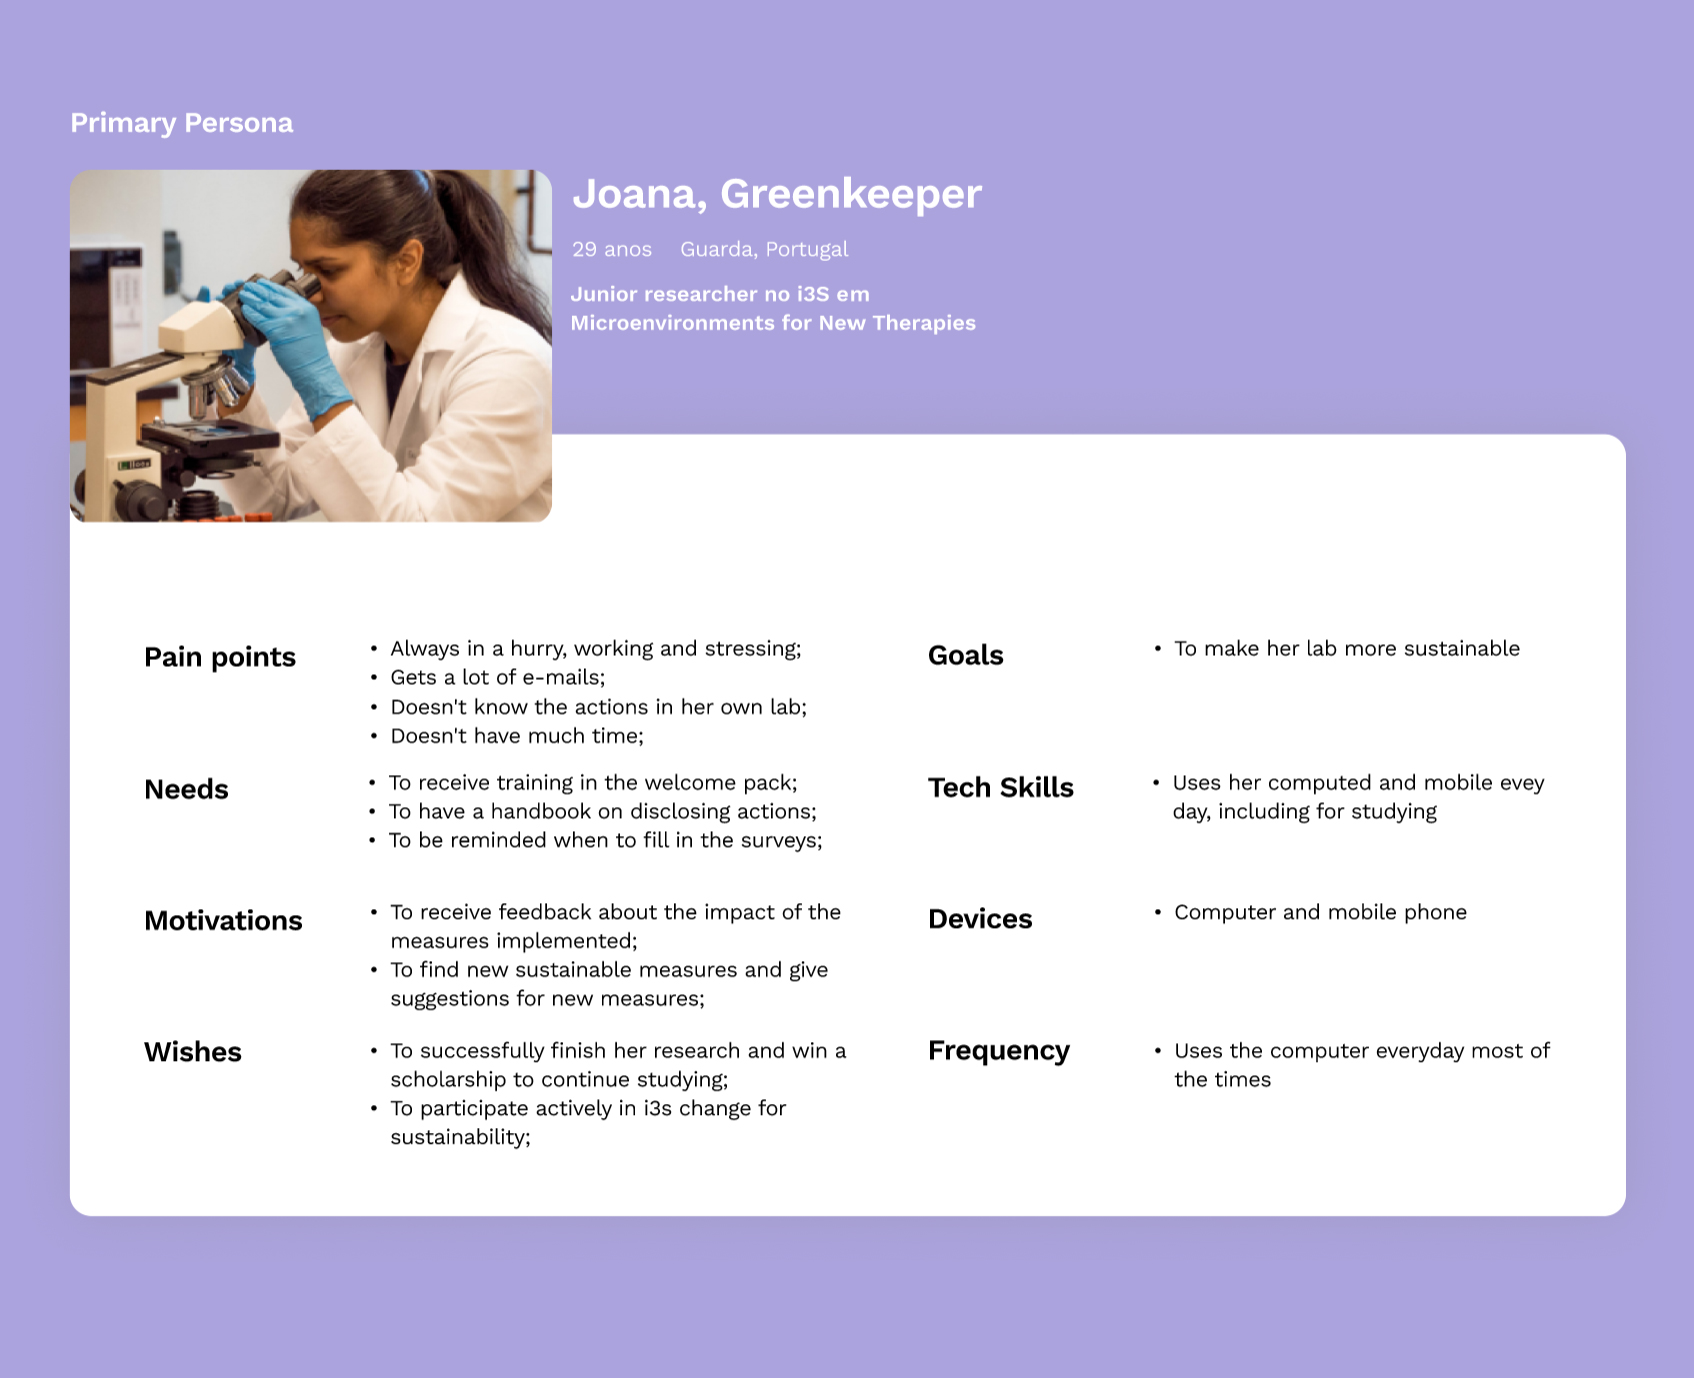 Primary Persona
Joana, Greenkeeper
29 anos Guarda, Portugal
Junior researcher no i3S em
Microenvironments for New Therapies
Pain points
• Always in a hurry, working and stressing;
• Gets a lot of e-mails;
• Doesn't know the actions in her own lab;
• Doesn't have much time;
Needs
• To receive training in the welcome pack;
• To have a handbook on disclosing actions;
• To be reminded when to fill in the surveys;
Motivations
• To receive feedback about the impact of the
measures implemented;
• To find new sustainable measures and give
suggestions for new measures;
Wishes
• To successfully finish her research and win a
scholarship to continue studying;
• To participate actively in i3s change for
sustainability;
Goals
• To make her lab more sustainable
Tech Skills
• Uses her computed and mobile evey
day, including for studying
Devices
• Computer and mobile phone
Frequency
• Uses the computer everyday most of
the times